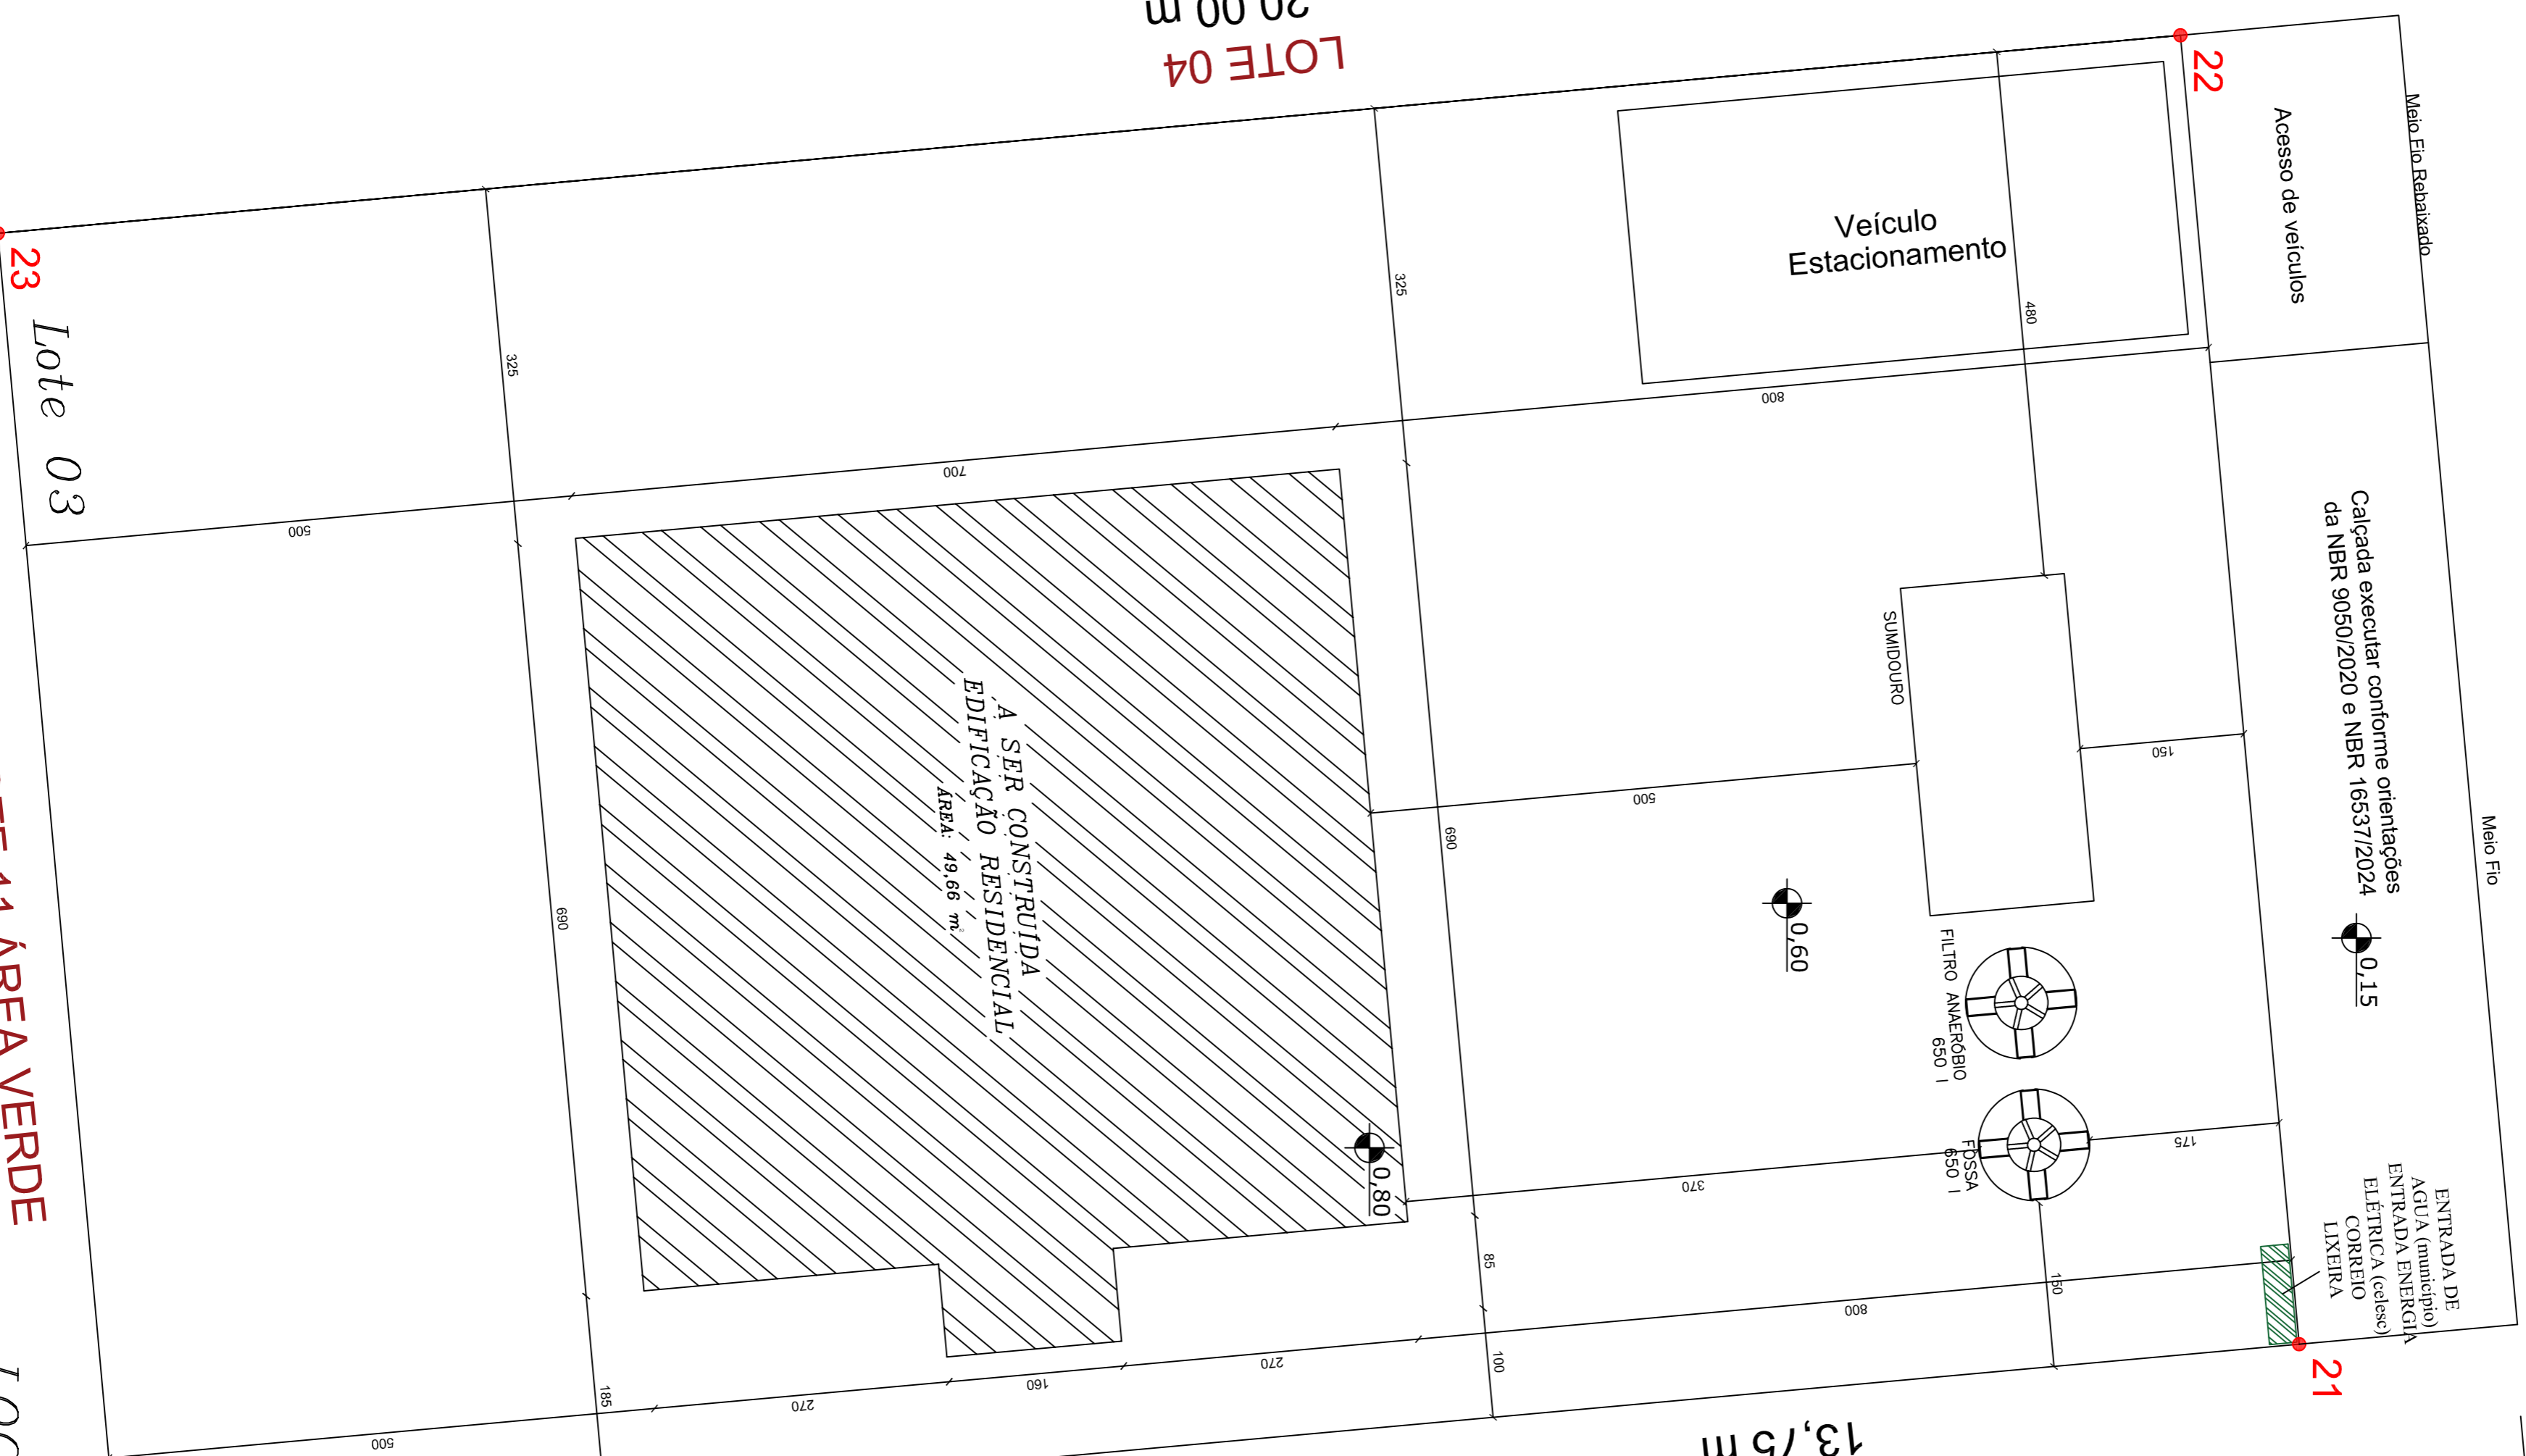 20,00 m
LOTE 04
22
Meio Fio Rebaixado
Acesso de veículos
Veículo
Estacionamento
480
325
325
23
Lote 03
800
700
500
Calçada executar conforme orientações
da NBR 9050/2020 e NBR 16537/2024
0,15
Meio Fio
SUMIDOURO
150
500
690
690
0,60
A SER CONSTRUÍDA
EDIFICAÇÃO RESIDENCIAL
ÁREA: 49,66 m²
FILTRO ANAERÓBIO
650 l
FOSSA
650 l
175
370
0,80
ENTRADA DE
AGUA (município)
ENTRADA ENERGIA
ELÉTRICA (celesc)
CORREIO
LIXEIRA
85
150
800
100
270
160
270
185
500
21
13,75 m
11 ÁREA VERDE